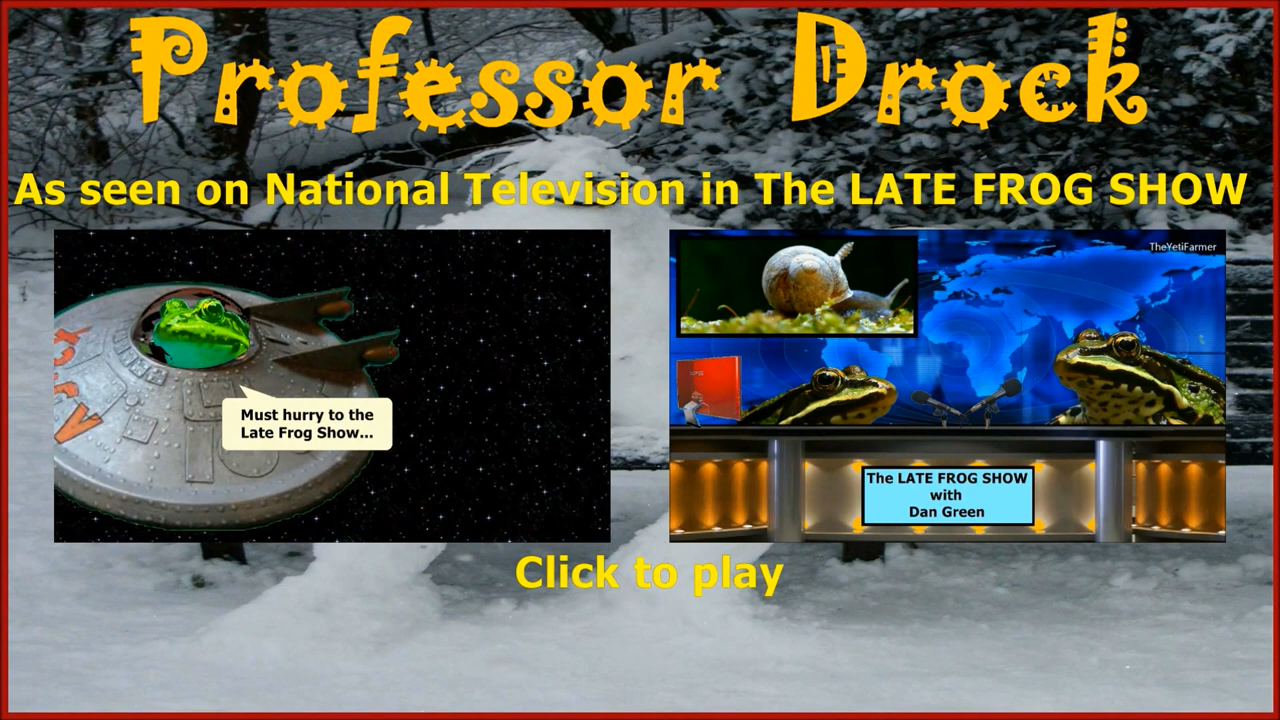 Professor Drock
As seen on National Television in The LATE FROG SHOW
TheYetiFarmer
Must hurry to the
Late Frog Show...
The LATE FROG SHOW
with
Dan Green
Click to play